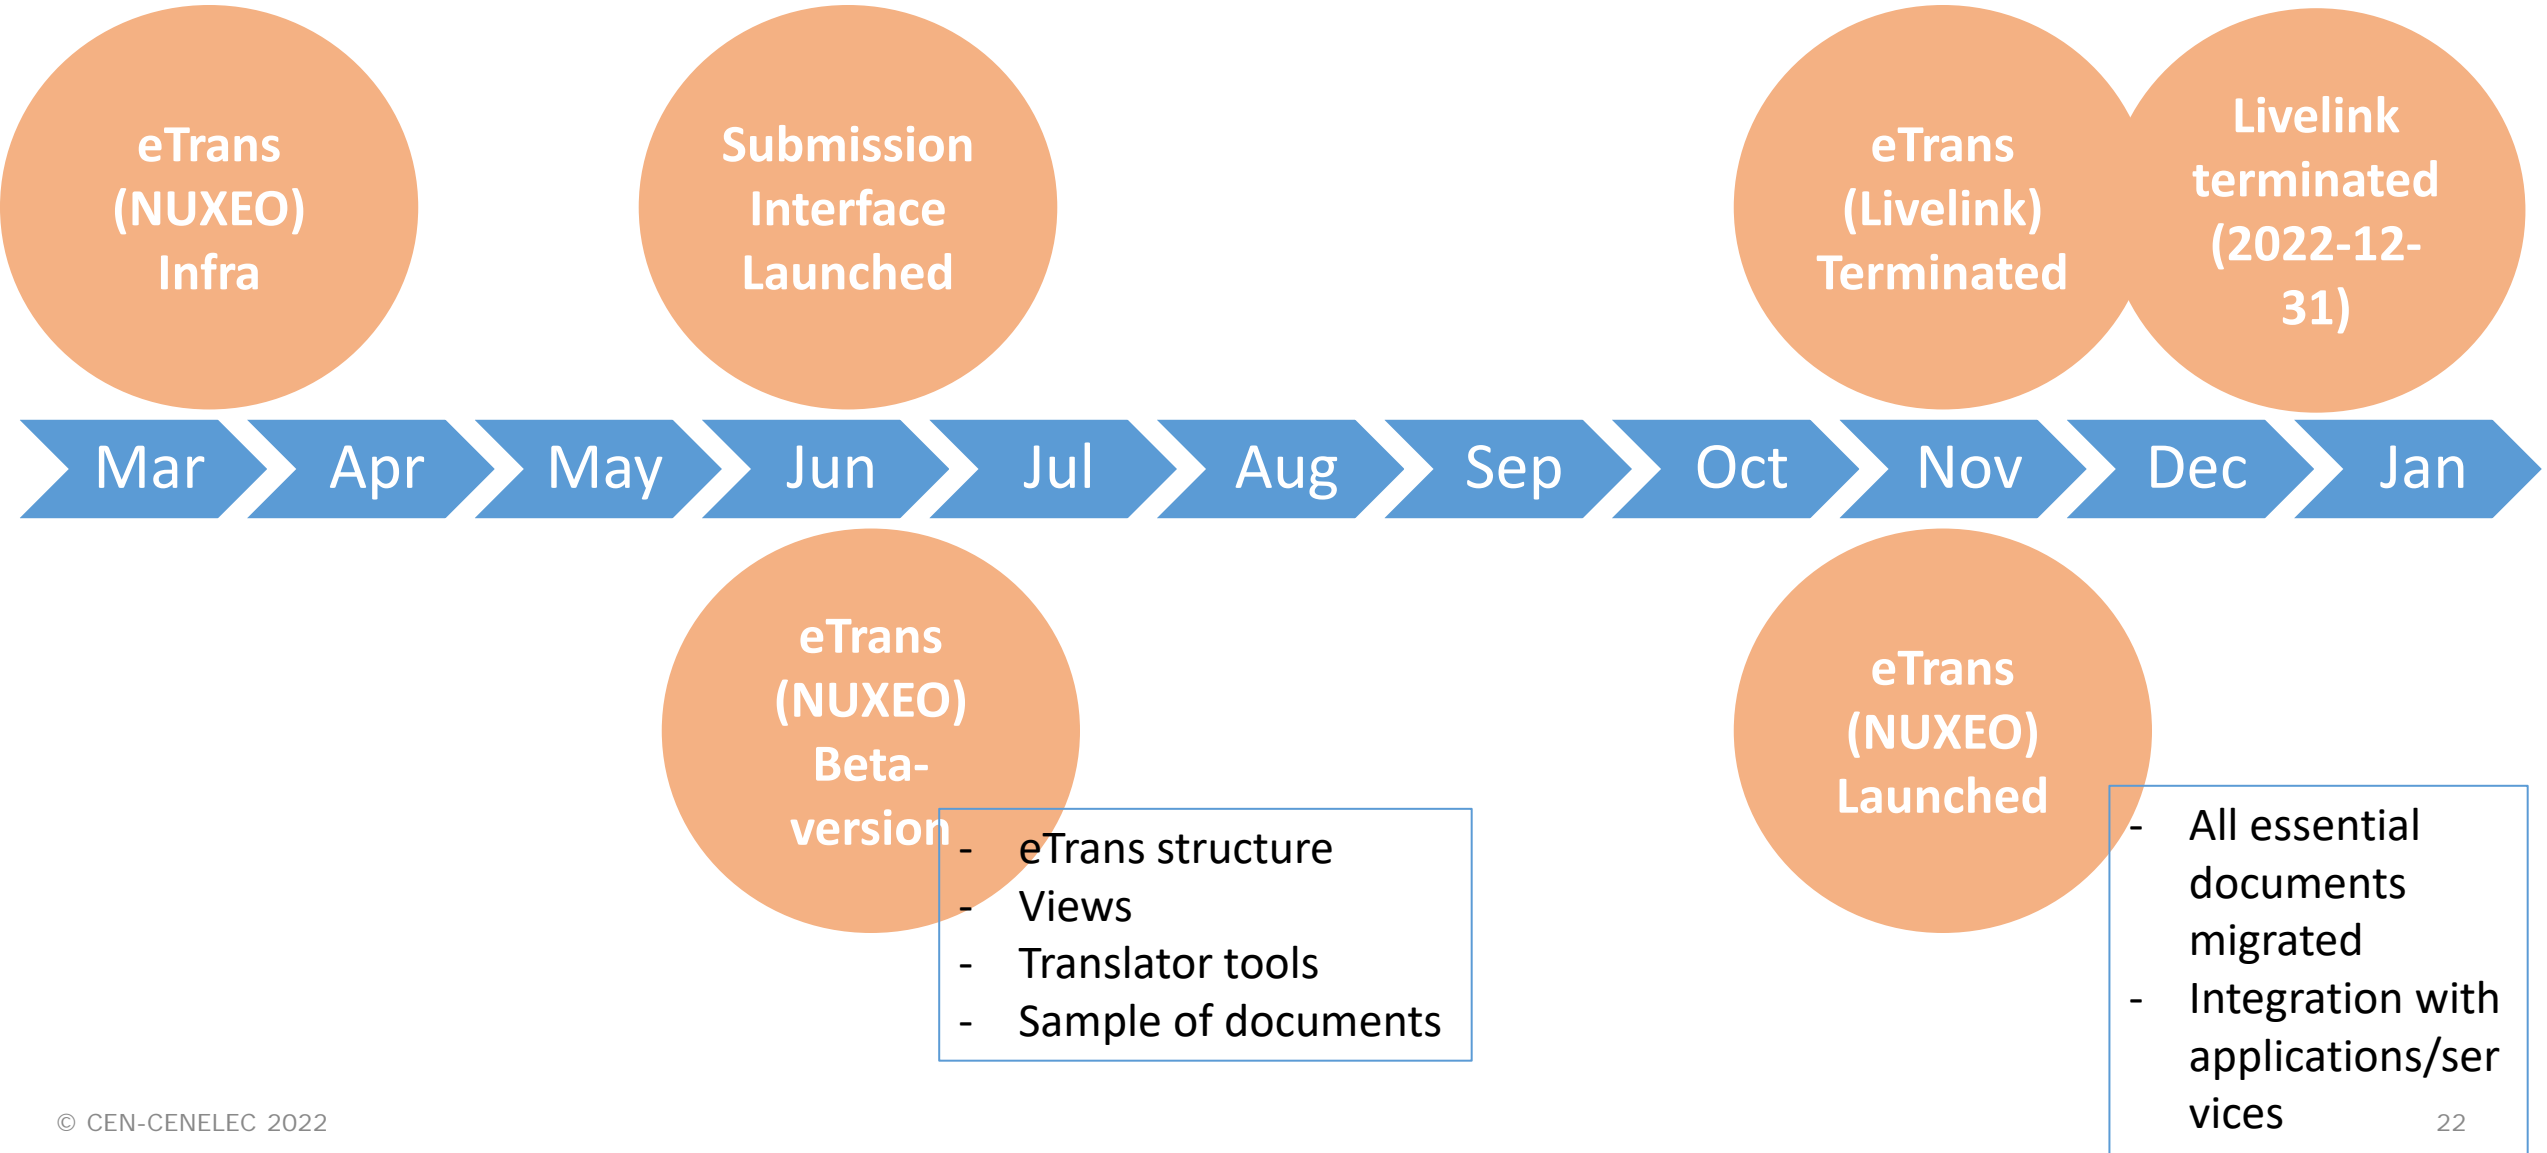 eTrans
(NUXEO)
Infra
Submission
Interface
Launched
eTrans
(Livelink)
Terminated
Livelink
terminated
(2022-12-
31)
Mar
Apr
May
Jun
Jul
Aug
Sep
Oct
Nov
Dec
Jan
eTrans
(NUXEO)
Beta-
version
- eTrans structure
- Views
- Translator tools
- Sample of documents
eTrans
(NUXEO)
Launched
- All essential
documents
migrated
- Integration with
applications/ser
vices
© CEN-CENELEC 2022
22